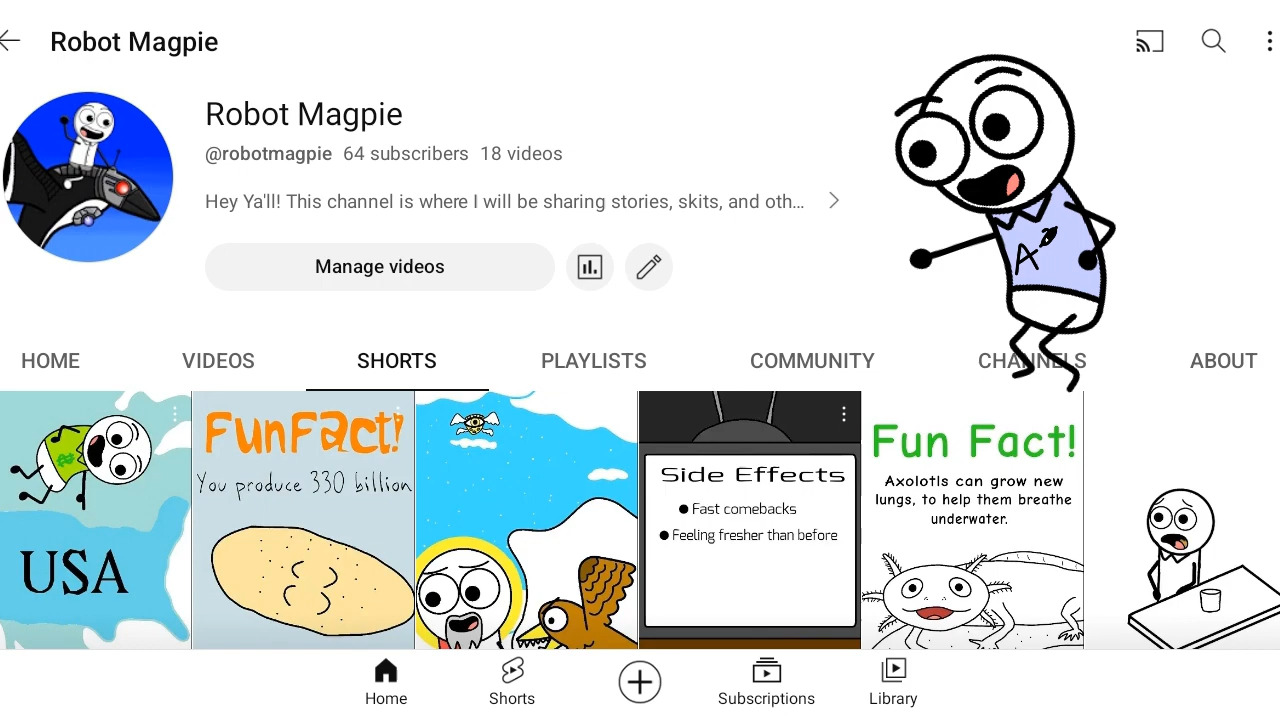 Robot Magpie
Robot Magpie
@robotmagpie 64 subscribers 18 videos
Hey Ya'll! This channel is where I will be sharing stories, skits, and oth...
Manage videos
A
HOME VIDEOS SHORTS PLAYLISTS COMMUNITY CHANNELS ABOUT
USA
FunFact!
You produce 330 billion
Side Effects
Fast comebacks
Feeling fresher than before
Fun Fact!
Axolotls can grow new
lungs, to help them breathe
underwater.
Home Shorts Subscriptions Library